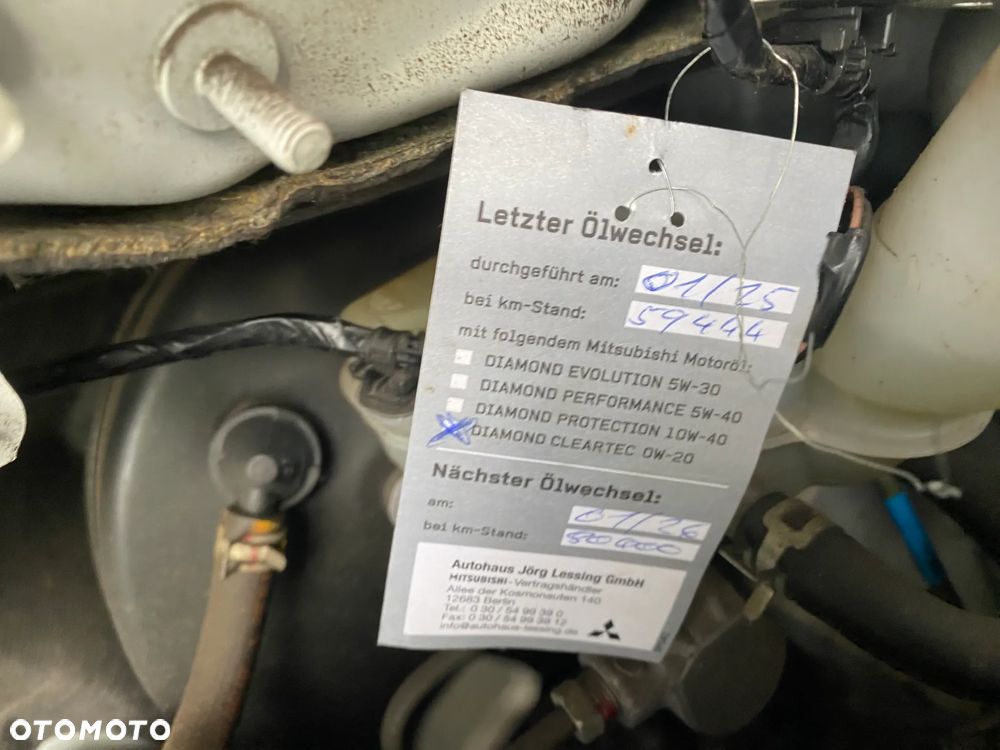 Letzter Ölwechsel:
durchgeführt am: 01/25
bei km-Stand: 59444
mit folgendem Mitsubishi Motoröl:
DIAMOND EVOLUTION 5W-30
DIAMOND PERFORMANCE 5W-40
DIAMOND PROTECTION 10W-40
DIAMOND CLEARTEC 0W-20
Nächster Ölwechsel:
am: 01/26
bei km-Stand:
Autohaus Jörg Lessing GmbH
MITSUBISHI-Vertragshändler
Allee der Kosmonauten 140
12683 Berlin
Tel.: 0 30 / 54 99 39 0
Fax: 0 30 / 54 99 39 12
info@autohaus-lessing.de
OTOMOTO